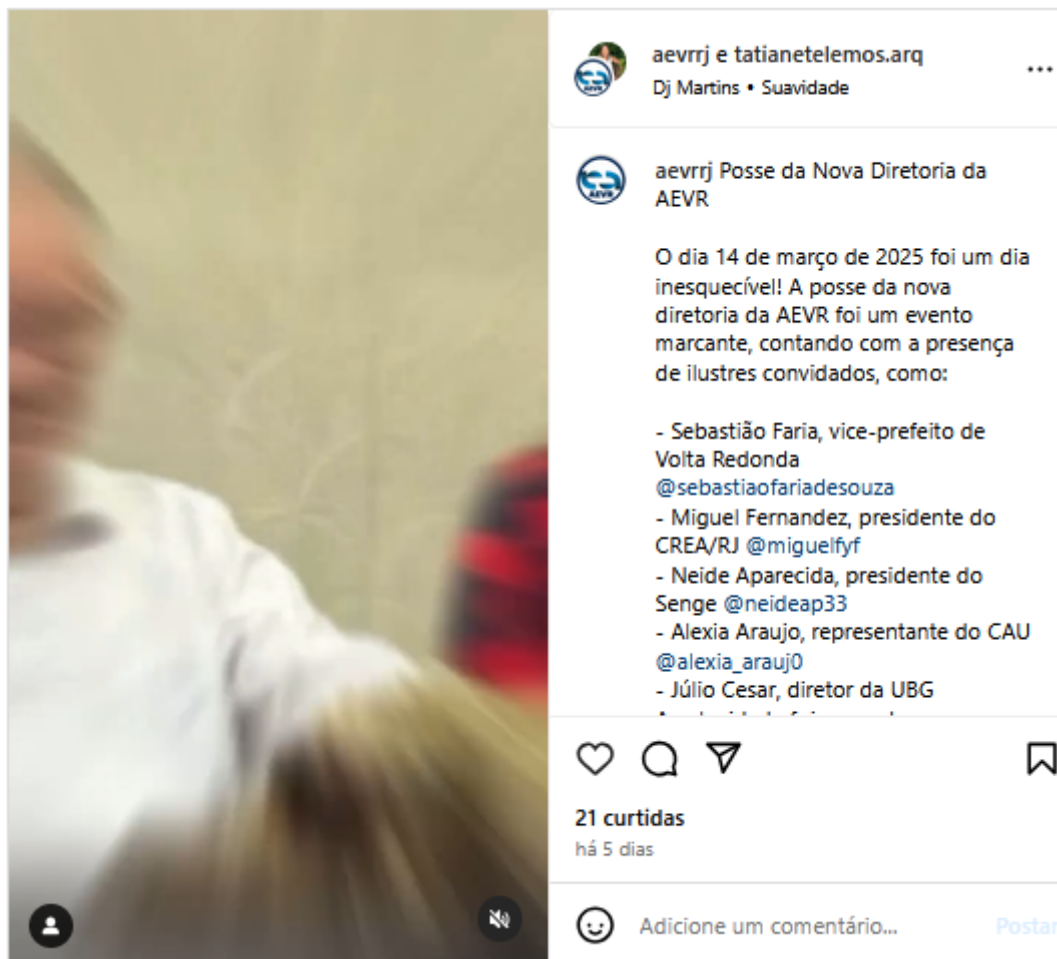 aevrrj e tatianetelemos.arq
Dj Martins • Suavidade
AEVR
aevrrj Posse da Nova Diretoria da
AEVR
AEVR
O dia 14 de março de 2025 foi um dia
inesquecível! A posse da nova
diretoria da AEVR foi um evento
marcante, contando com a presença
de ilustres convidados, como:
- Sebastião Faria, vice-prefeito de
Volta Redonda
@sebastiaofariadesouza
- Miguel Fernandez, presidente do
CREA/RJ @miguelfyf
- Neide Aparecida, presidente do
Senge @neideap33
- Alexia Araujo, representante do CAU
@alexia_arauj0
- Júlio Cesar, diretor da UBG
21 curtidas
há 5 dias
Adicione um comentário...
Postar